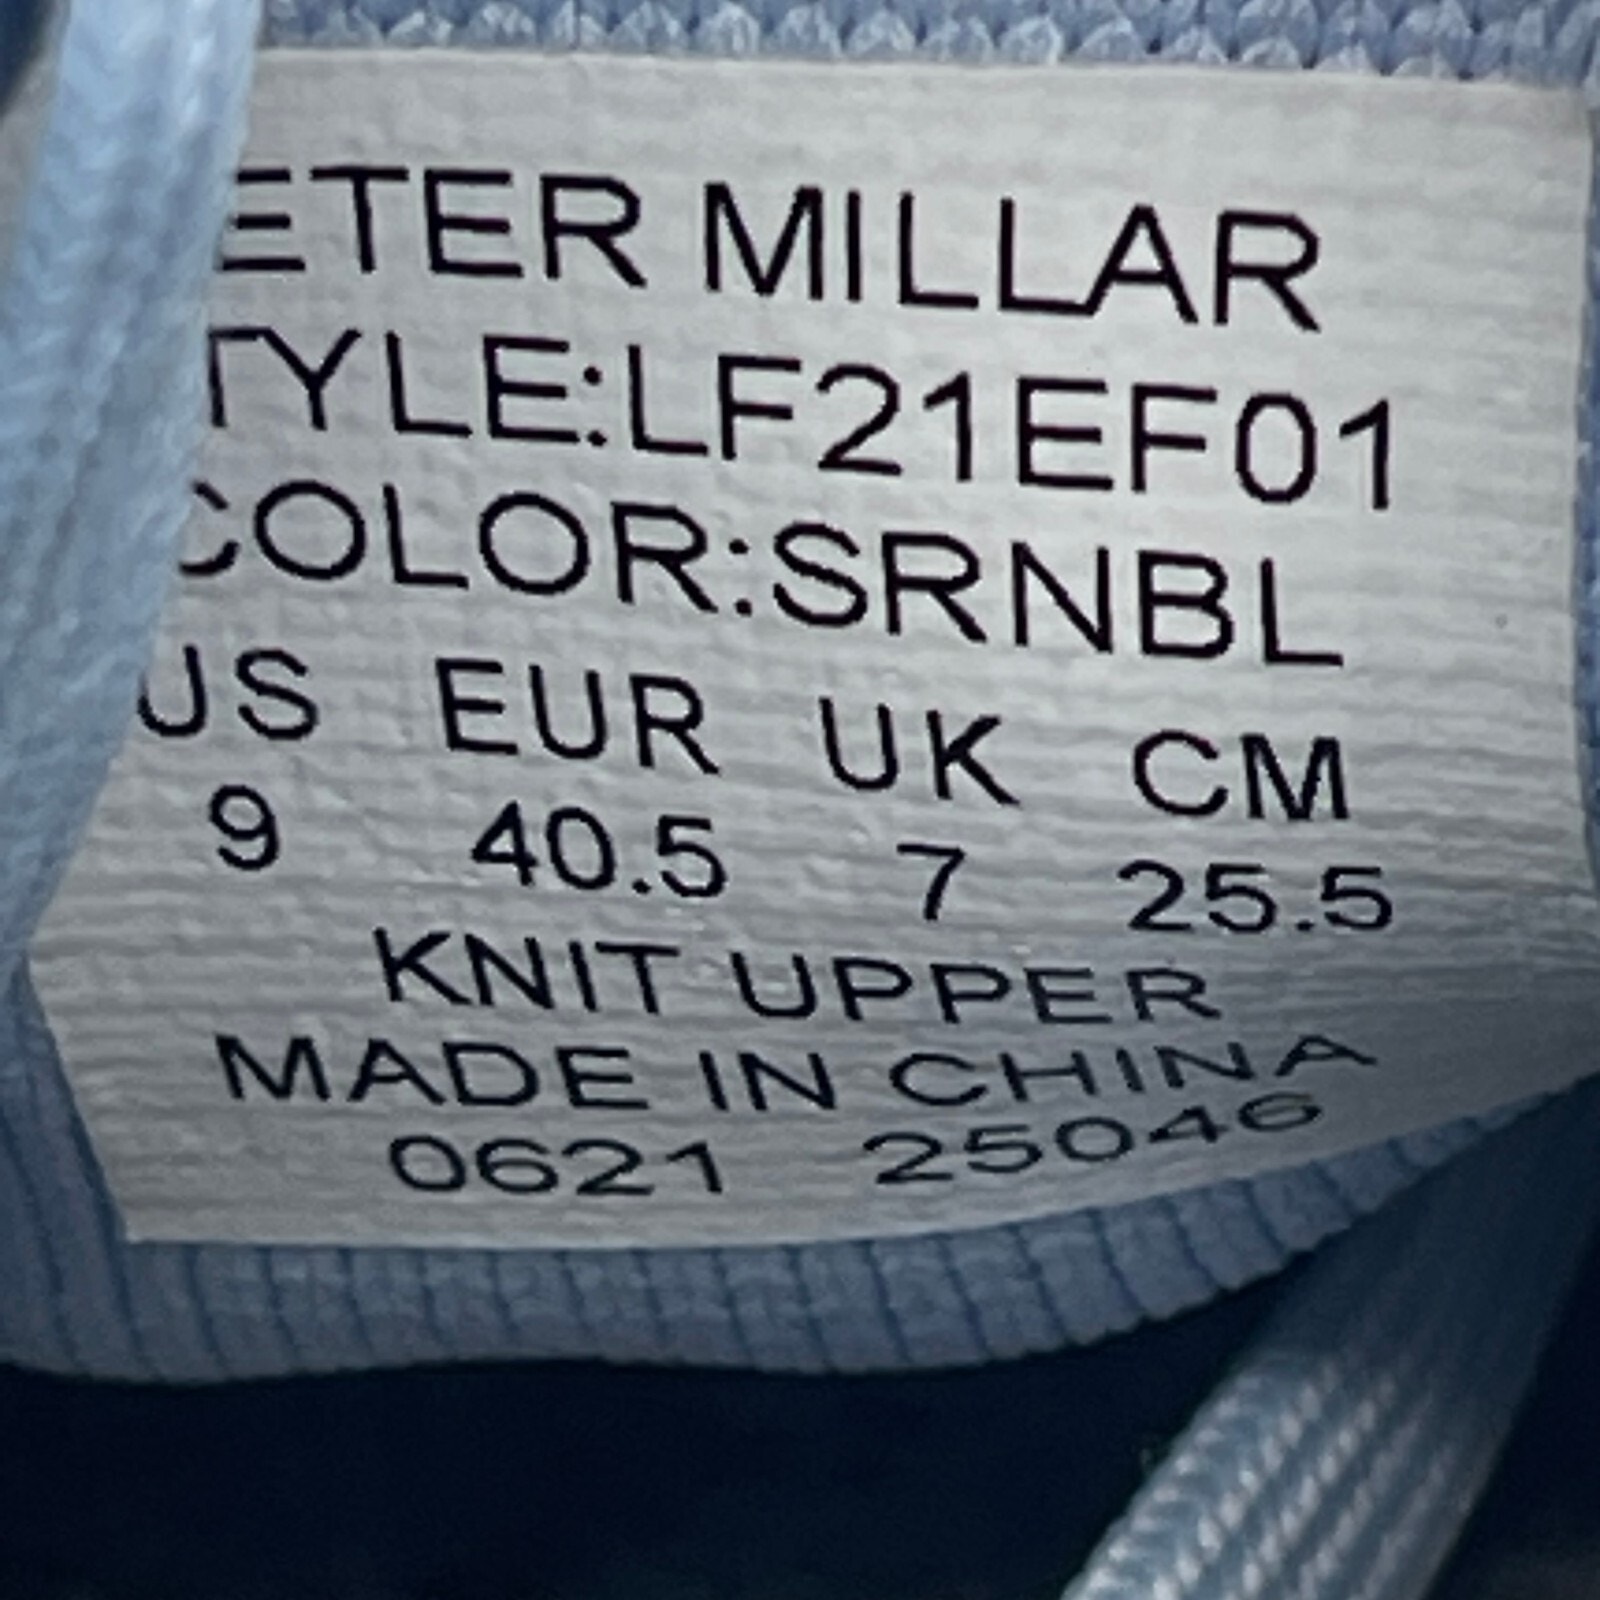 ETER MILLAR
TYLE:LF21EF01
COLOR:SRNBL
US EUR UK CM
9 40.5 7 25.5
KNIT UPPER
MADE IN CHINA
0621 25046